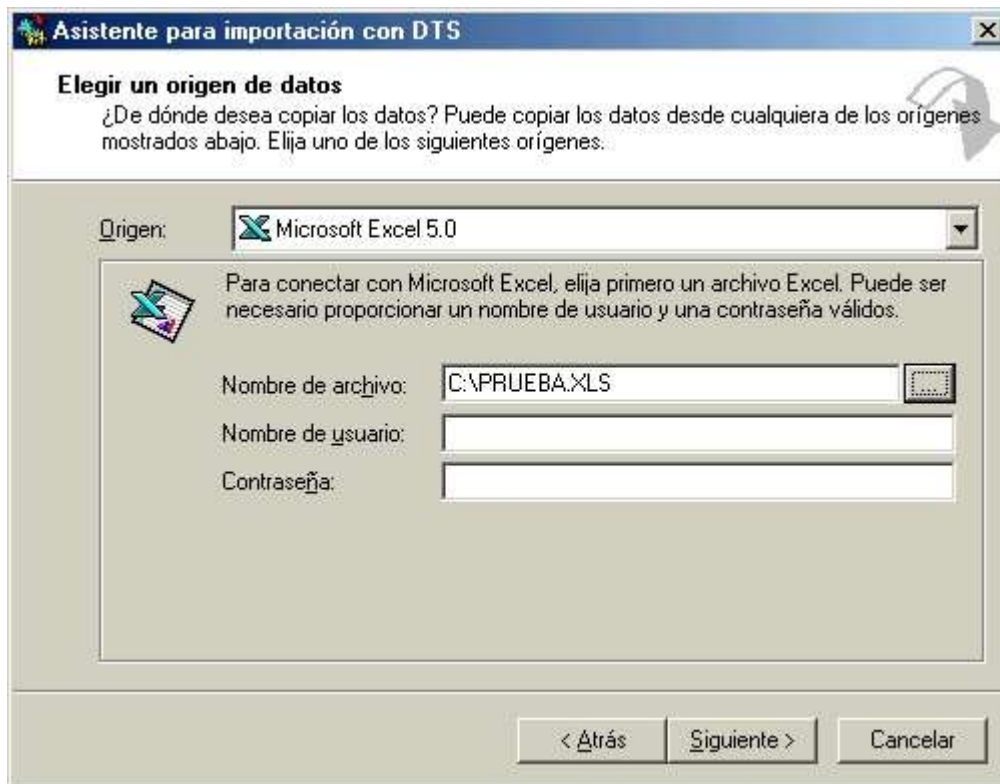 Asistente para importación con DTS
Elegir un origen de datos
¿De dónde desea copiar los datos? Puede copiar los datos desde cualquiera de los orígenes
mostrados abajo. Elija uno de los siguientes orígenes.
Origen: Microsoft Excel 5.0
Para conectar con Microsoft Excel, elija primero un archivo Excel. Puede ser
necesario proporcionar un nombre de usuario y una contraseña válidos.
Nombre de archivo: C:\PRUEBA.XLS ...
Nombre de usuario:
Contraseña:
< Atrás Siguiente > Cancelar